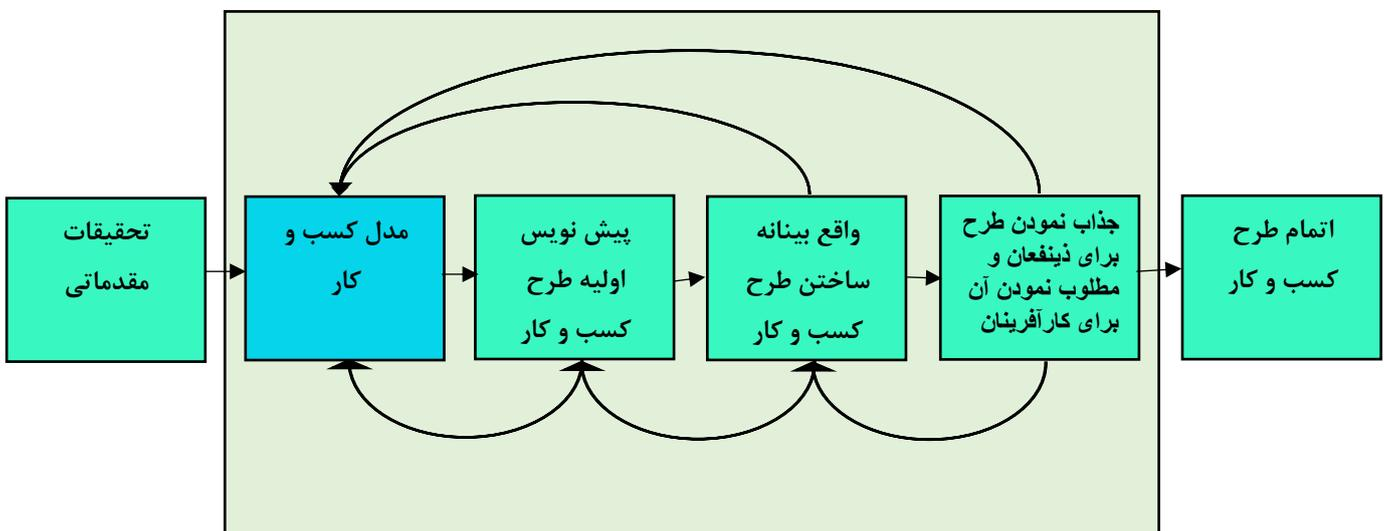 تحقیقات
مقدماتی
مدل کسب و
کار
پیش نویس
اولیه طرح
کسب و کار
واقع بینانه
ساختن طرح
کسب و کار
جذاب نمودن طرح
برای ذینفعان و
مطلوب نمودن آن
برای کارآفرینان
اتمام طرح
کسب و کار